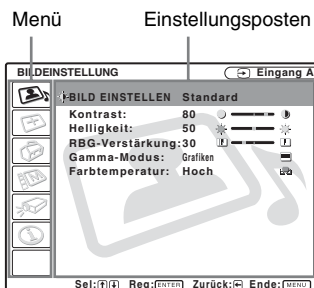 Menü Einstellungsposten
BILDEINSTELLUNG Eingang A
BILD EINSTELLEN Standard
Kontrast: 80
Helligkeit: 50
RBG-Verstärkung: 30
Gamma-Modus: Grafiken
Farbtemperatur: Hoch
Sel: Reg: ENTER Zurück: Ende: MENU